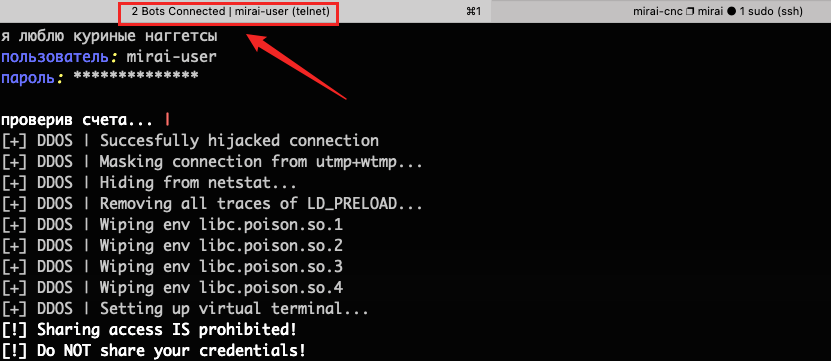 2 Bots Connected | mirai-user (telnet)
⌘1
mirai-cnc ❐ mirai ● 1 sudo (ssh)
я люблю куриные наггетсы
пользователь: mirai-user
пароль: **************
проверив счета... |
[+] DDOS | Succesfully hijacked connection
[+] DDOS | Masking connection from utmp+wtmp...
[+] DDOS | Hiding from netstat...
[+] DDOS | Removing all traces of LD_PRELOAD...
[+] DDOS | Wiping env libc.poison.so.1
[+] DDOS | Wiping env libc.poison.so.2
[+] DDOS | Wiping env libc.poison.so.3
[+] DDOS | Wiping env libc.poison.so.4
[+] DDOS | Setting up virtual terminal...
[!] Sharing access IS prohibited!
[!] Do NOT share your credentials!